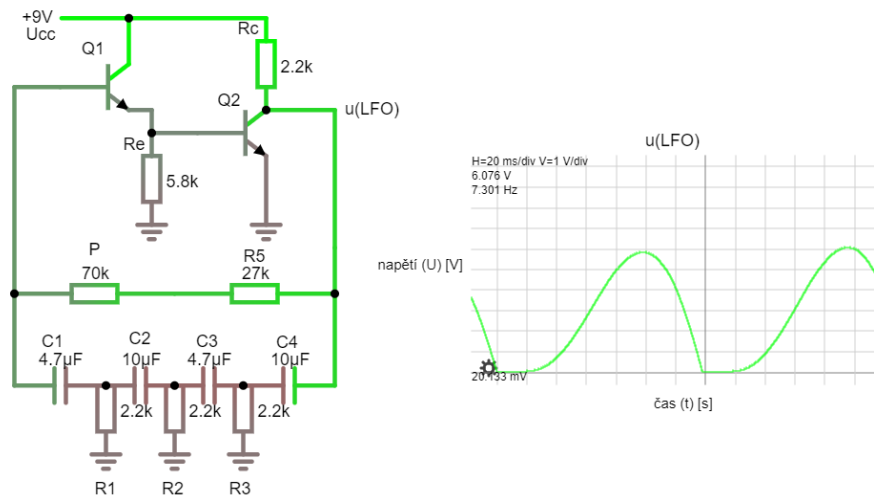 +9V
Ucc
Q1
Rc
2.2k
Q2
u(LFO)
Re
5.8k
P
70k
R5
27k
C1
4.7µF
C2
10µF
C3
4.7µF
C4
10µF
2.2k
2.2k
2.2k
R1
R2
R3
u(LFO)
H=20 ms/div V=1 V/div
6.076 V
7.301 Hz
napětí (U) [V]
20.133 mV
čas (t) [s]